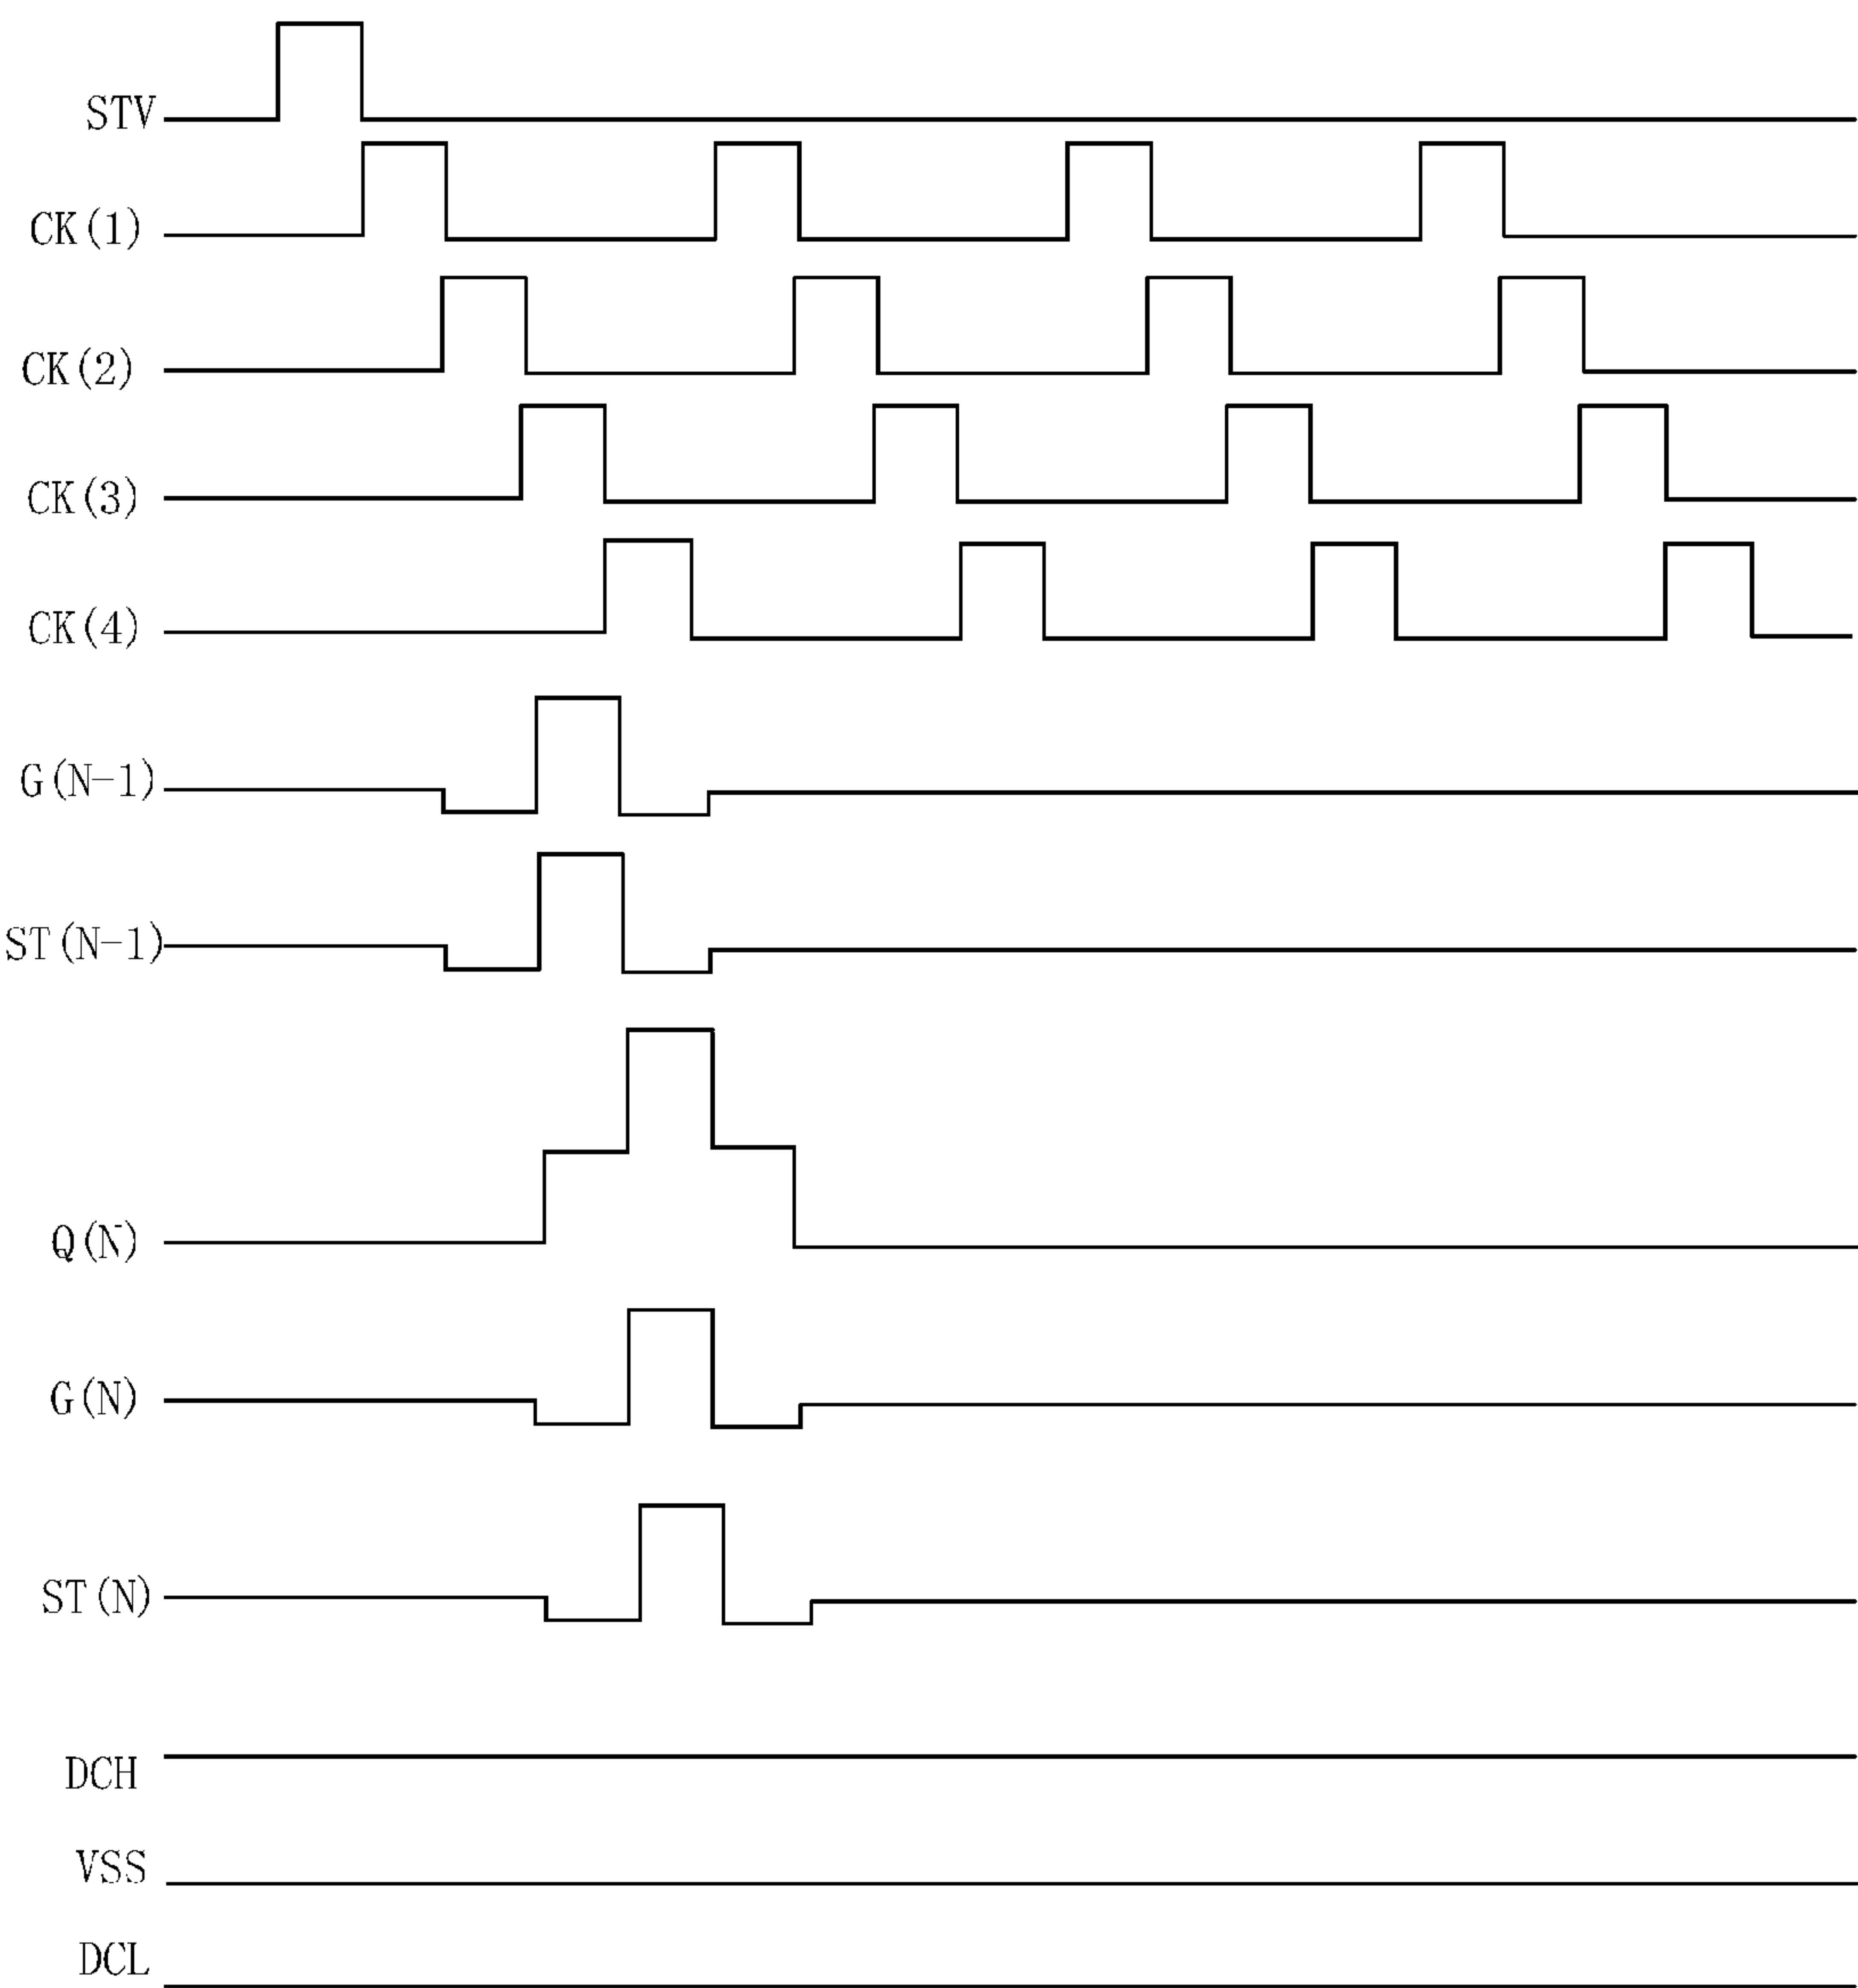 STV
CK(1)
CK(2)
CK(3)
CK(4)
G(N-1)
ST(N-1)
Q(N)
G(N)
ST(N)
DCH
VSS
DCL